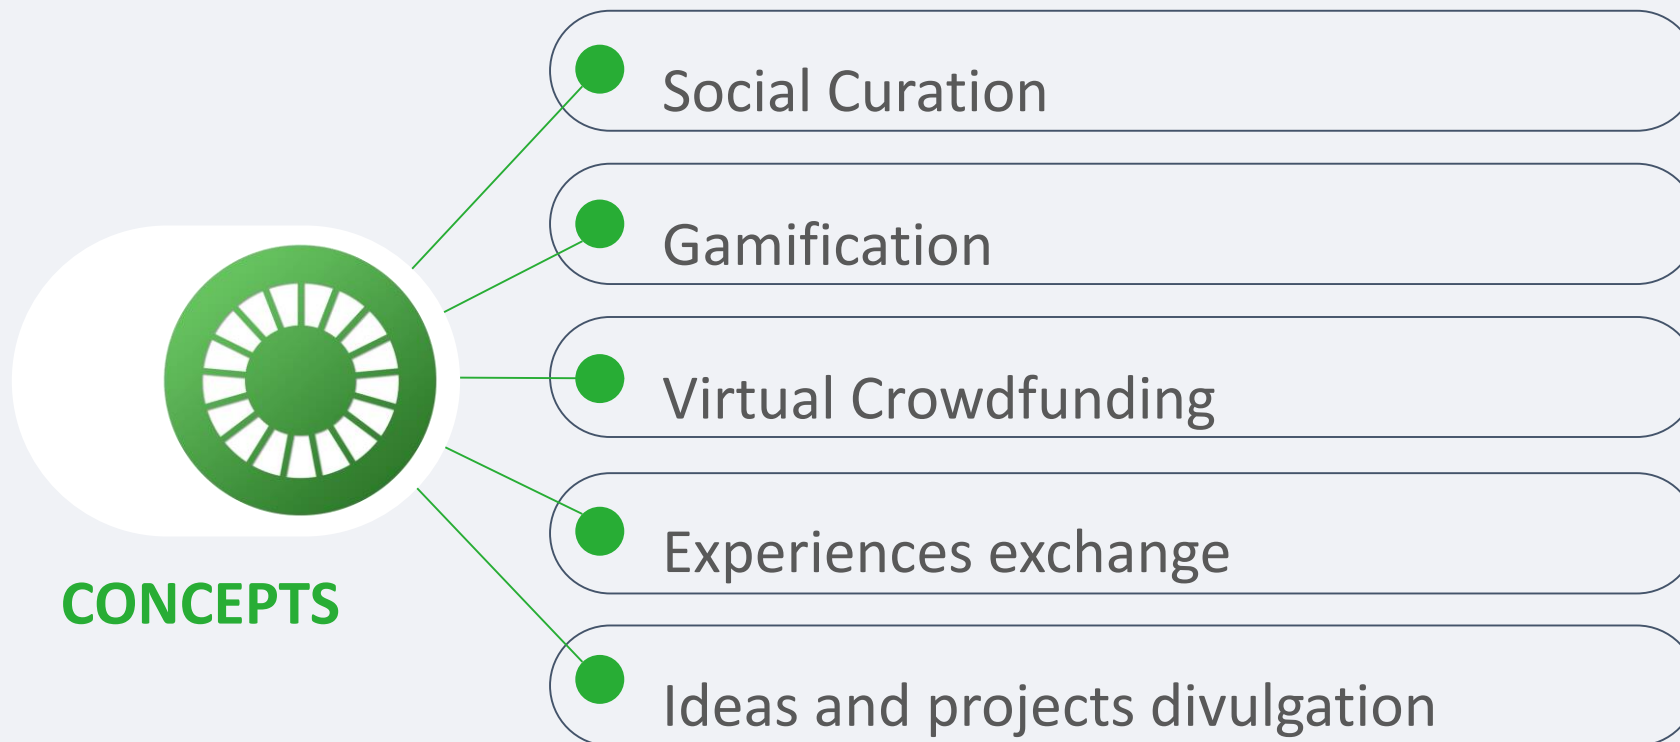 Social Curation
Gamification
Virtual Crowdfunding
Experiences exchange
CONCEPTS
Ideas and projects divulgation